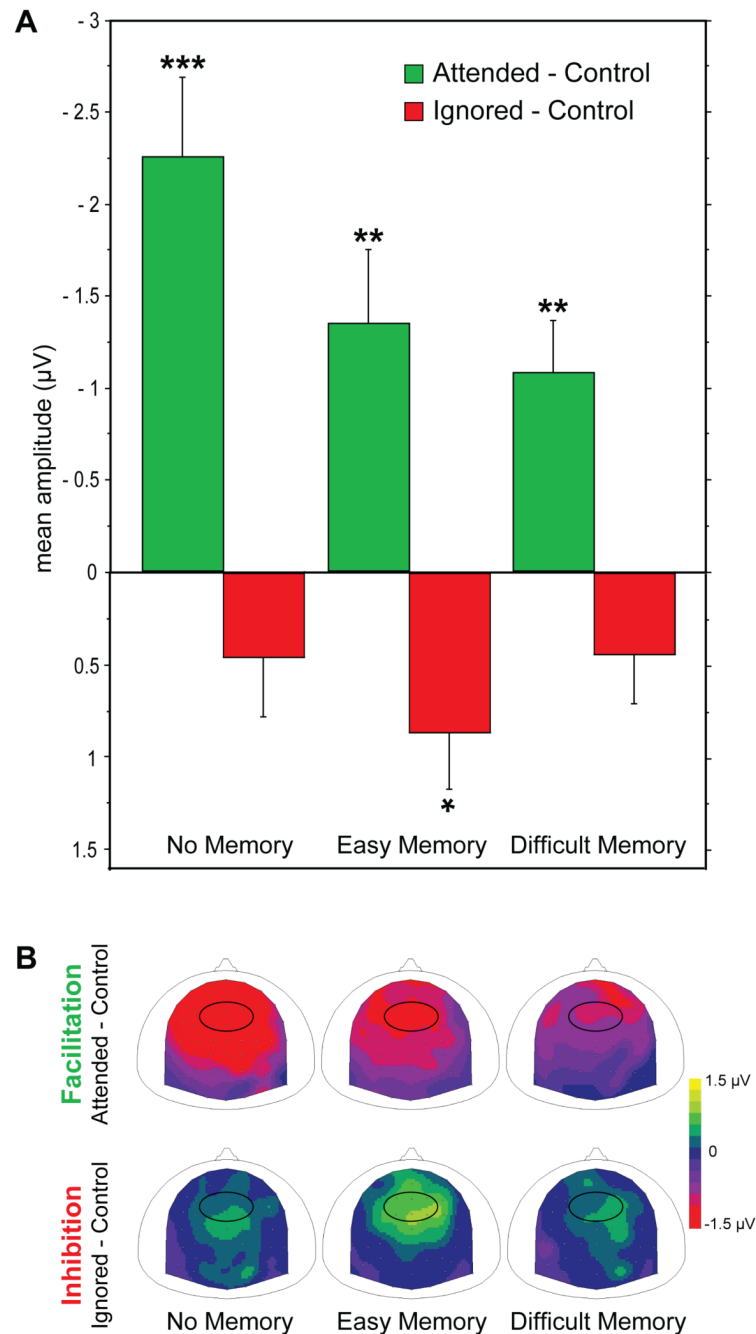 A
- 3
- 2.5
- 2
- 1.5
- 1
- 0.5
0
0.5
1
1.5
mean amplitude (µV)
Attended - Control
Ignored - Control
***
**
**
*
No Memory Easy Memory Difficult Memory
B
Facilitation
Attended - Control
Inhibition
Ignored - Control
1.5 µV
0
-1.5 µV
No Memory Easy Memory Difficult Memory